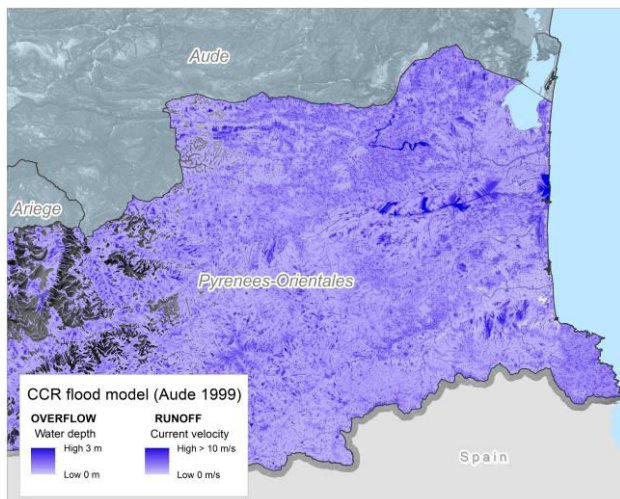 Aude
Ariege
Pyrenees-Orientales
CCR flood model (Aude 1999)
OVERFLOW RUNOFF
Water depth Current velocity
High 3 m High > 10 m/s
Low 0 m Low 0 m/s
Spain